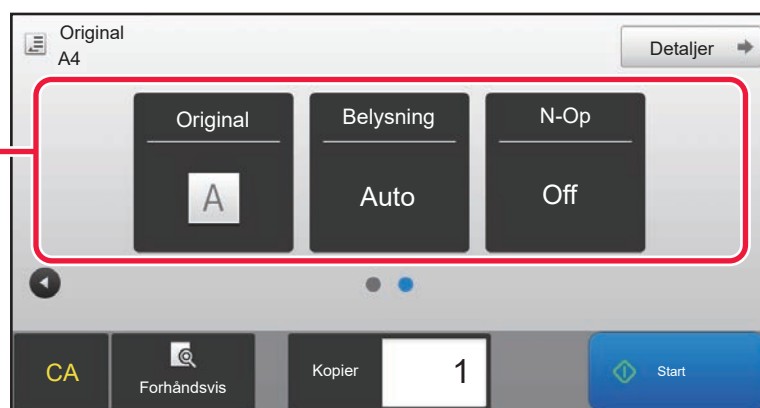 Original
A4
Detaljer
Original
Belysning
N-Op
A
Auto
Off
CA
Forhåndsvis
Kopier
1
Start